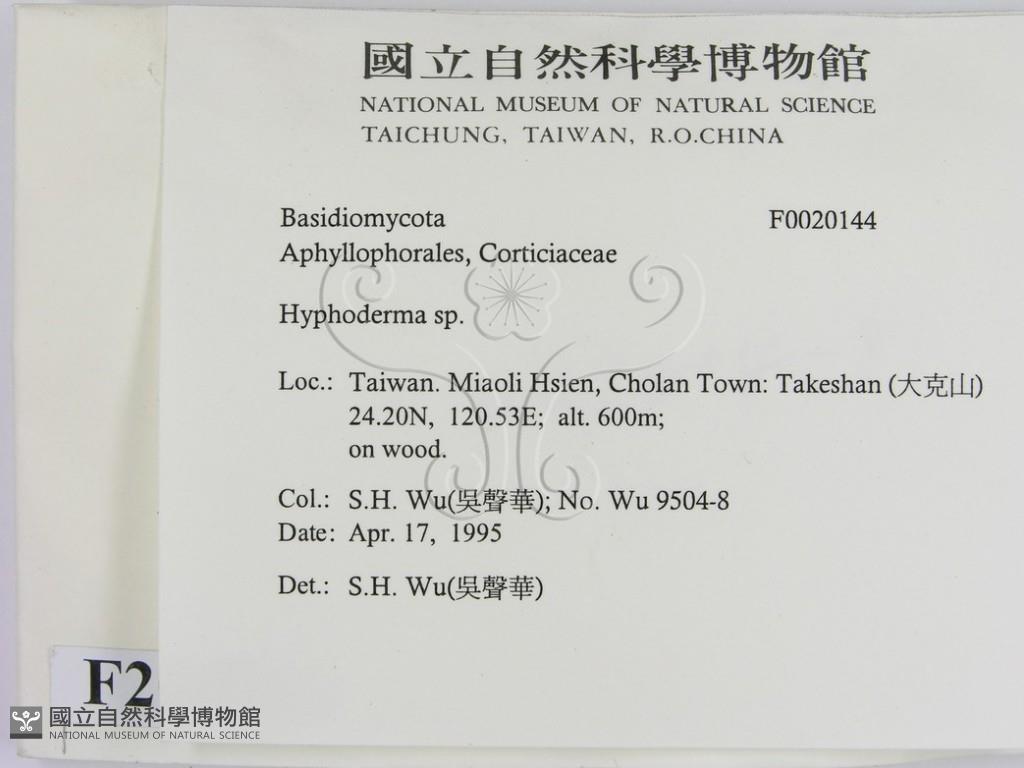 國立自然科學博物館
NATIONAL MUSEUM OF NATURAL SCIENCE
TAICHUNG, TAIWAN, R.O.CHINA
Basidiomycota F0020144
Aphyllophorales, Corticiaceae
Hyphoderma sp.
Loc.: Taiwan. Miaoli Hsien, Cholan Town: Takeshan (大克山)
24.20N, 120.53E; alt. 600m;
on wood.
Col.: S.H. Wu(吳聲華); No. Wu 9504-8
Date: Apr. 17, 1995
Det.: S.H. Wu(吳聲華)
F2
國立自然科學博物館
NATIONAL MUSEUM OF NATURAL SCIENCE